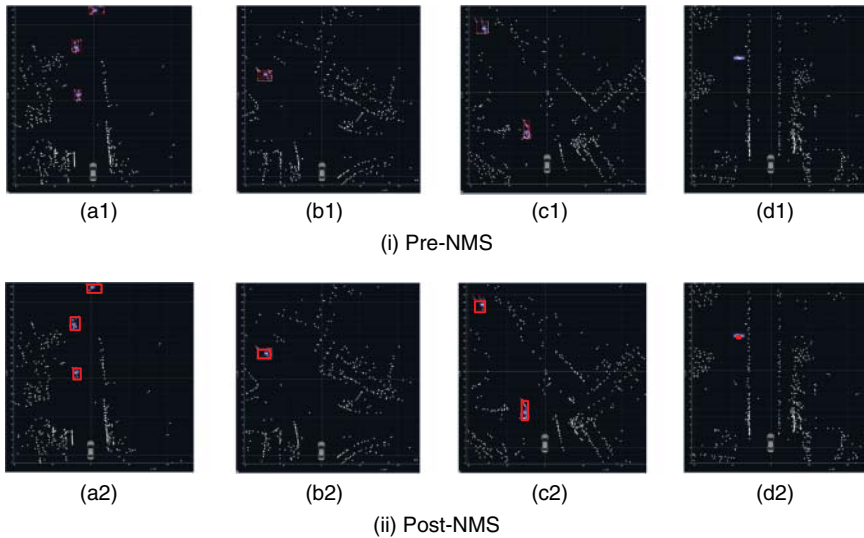 (a1) (b1) (c1) (d1)
(i) Pre-NMS
(a2) (b2) (c2) (d2)
(ii) Post-NMS